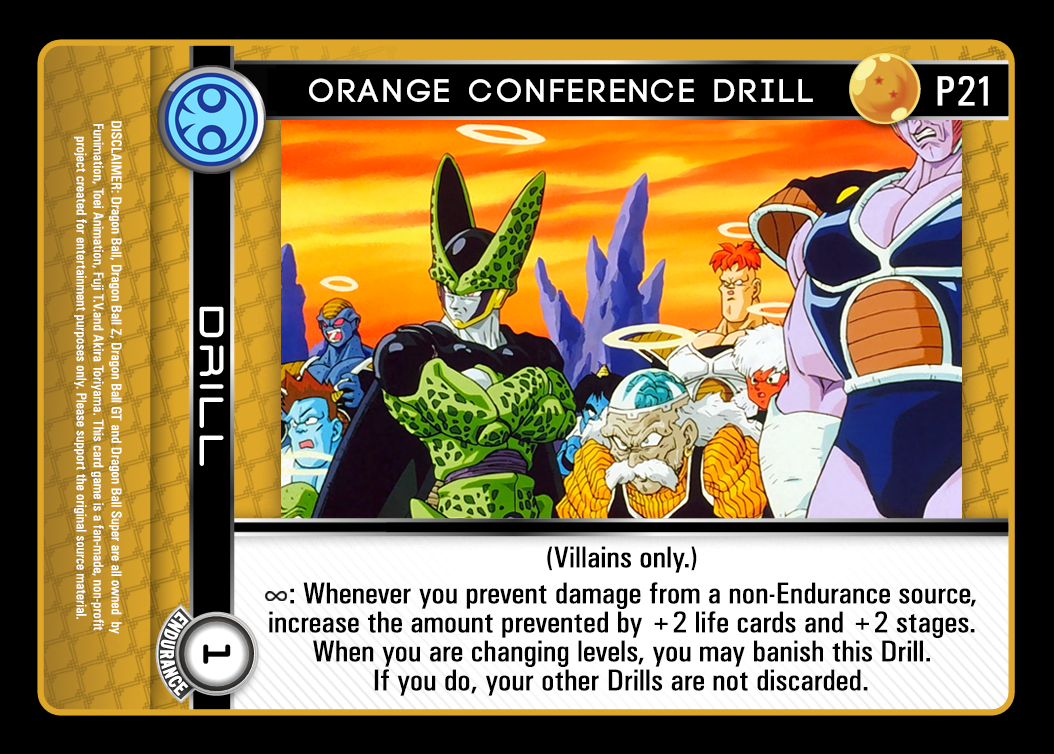 ORANGE CONFERENCE DRILL
P21
DISCLAIMER: Dragon Ball, Dragon Ball Z, Dragon Ball GT and Dragon Ball Super are all owned by
Funimation, Toei Animation, Fuji T.V.and Akira Toriyama. This card game is a fan-made, non-profit
project created for entertainment purposes only. Please support the original source material.
DRILL
(Villains only.)
∞: Whenever you prevent damage from a non-Endurance source,
increase the amount prevented by +2 life cards and +2 stages.
When you are changing levels, you may banish this Drill.
If you do, your other Drills are not discarded.
1
ENDURANCE